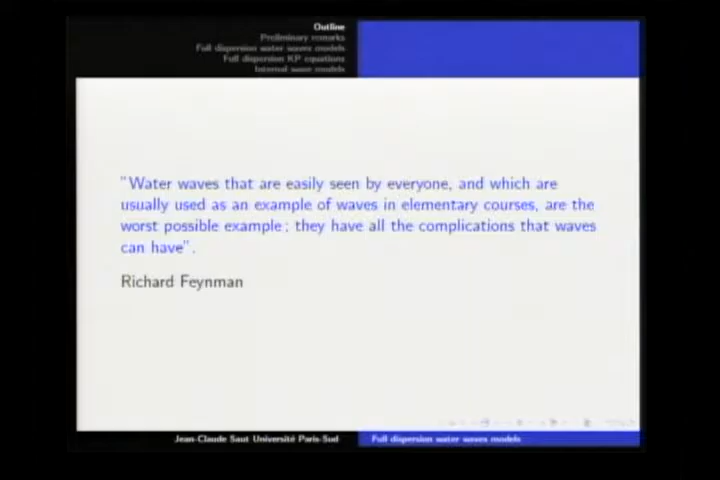 Outline
Preliminary remarks
Full dispersion water waves models
Full dispersion KP equations
Internal wave models
"Water waves that are easily seen by everyone, and which are
usually used as an example of waves in elementary courses, are the
worst possible example ; they have all the complications that waves
can have".
Richard Feynman
Jean-Claude Saut Université Paris-Sud
Full dispersion water waves models